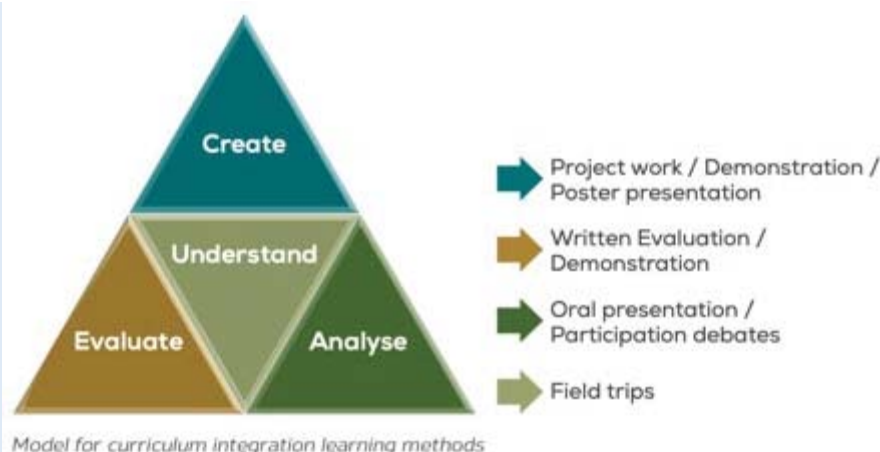 Create
Understand
Evaluate
Analyse
Project work / Demonstration /
Poster presentation
Written Evaluation /
Demonstration
Oral presentation /
Participation debates
Field trips
Model for curriculum integration learning methods